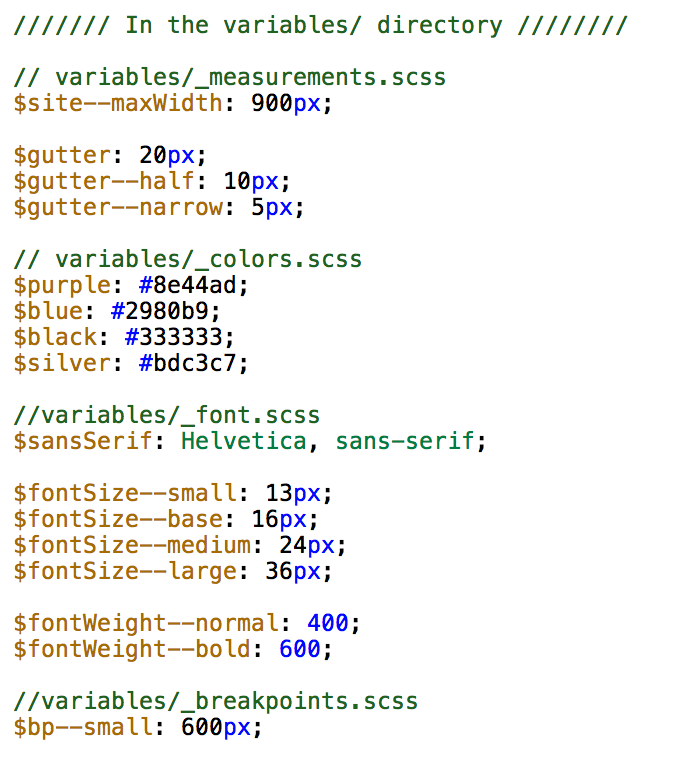 /////// In the variables/ directory ////////
// variables/_measurements.scss
$site--maxWidth: 900px;
$gutter: 20px;
$gutter--half: 10px;
$gutter--narrow: 5px;
// variables/_colors.scss
$purple: #8e44ad;
$blue: #2980b9;
$black: #333333;
$silver: #bdc3c7;
//variables/_font.scss
$sansSerif: Helvetica, sans-serif;
$fontSize--small: 13px;
$fontSize--base: 16px;
$fontSize--medium: 24px;
$fontSize--large: 36px;
$fontWeight--normal: 400;
$fontWeight--bold: 600;
//variables/_breakpoints.scss
$bp--small: 600px;